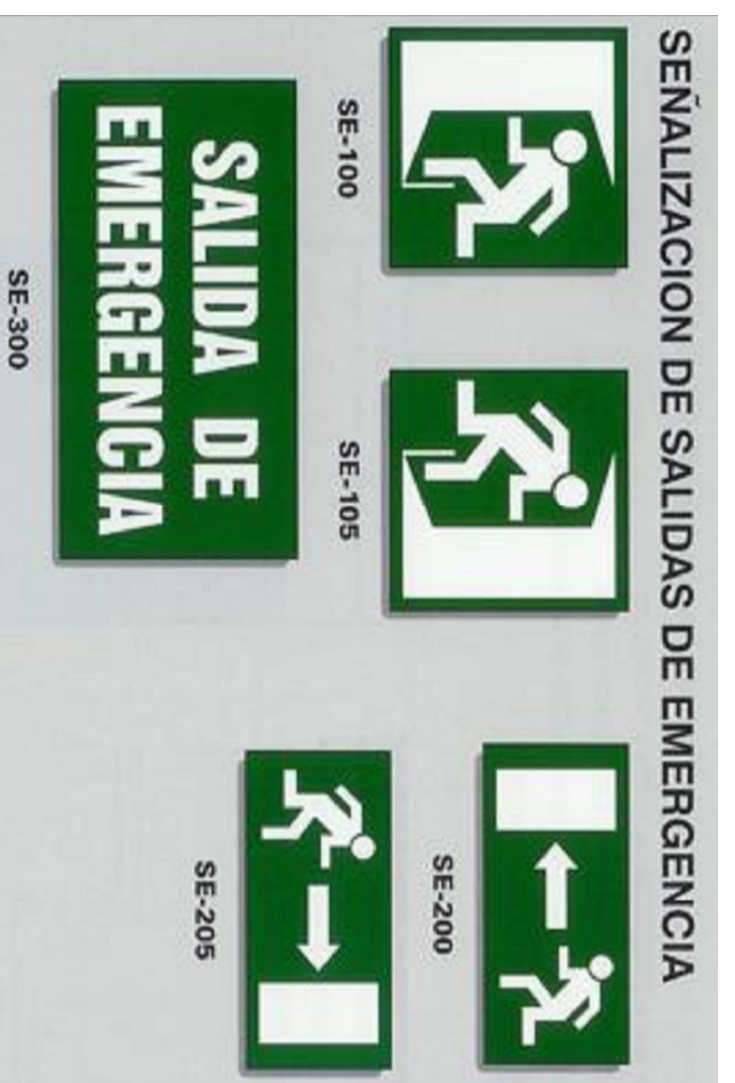 SEÑALIZACION DE SALIDAS DE EMERGENCIA
SE-100
SE-105
SE-200
SALIDA DE
EMERGENCIA
SE-300
SE-205